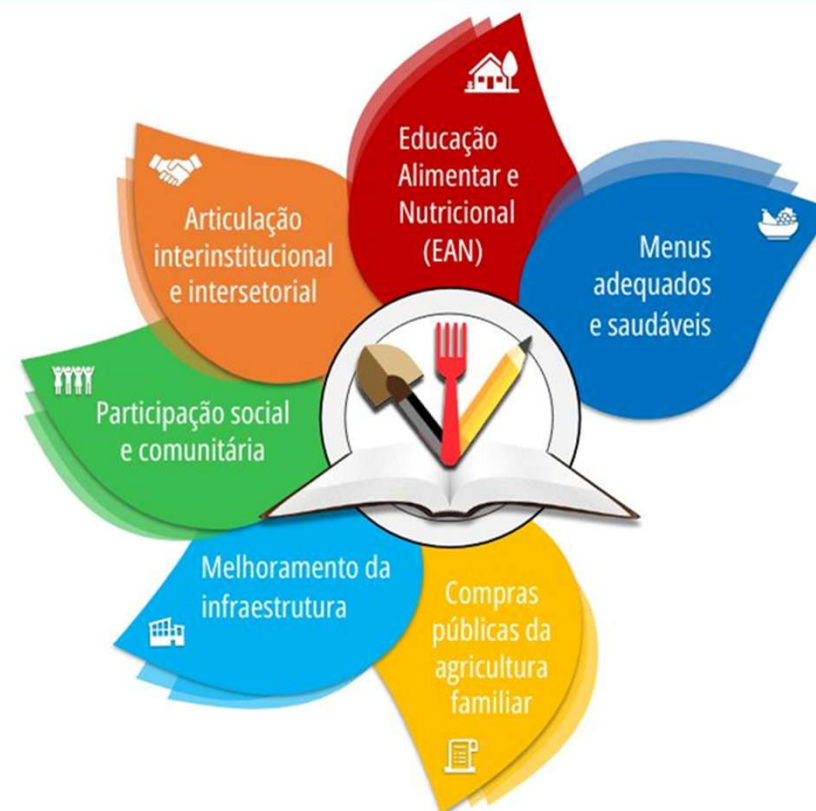 Educação
Alimentar e
Nutricional
(EAN)
Menus
adequados
e saudáveis
Articulação
interinstitucional
e intersetorial
Participação social
e comunitária
Melhoramento da
infraestrutura
Compras
públicas da
agricultura
familiar